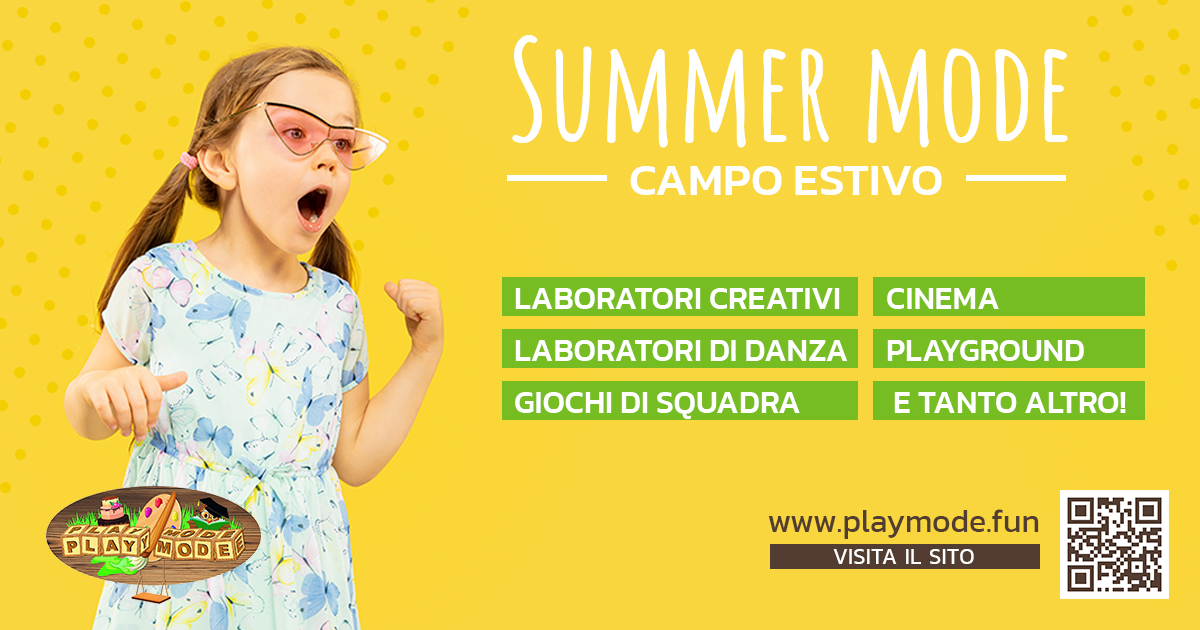 SUMMER MODE
CAMPO ESTIVO
LABORATORI CREATIVI
CINEMA
LABORATORI DI DANZA
PLAYGROUND
GIOCHI DI SQUADRA
E TANTO ALTRO!
PLAY MODE
www.playmode.fun
VISITA IL SITO